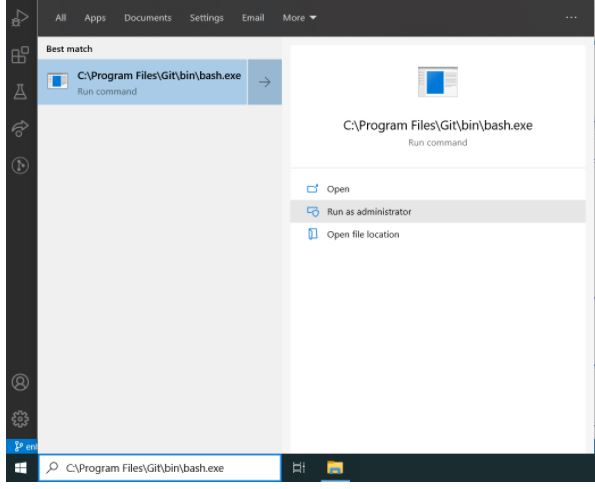 All Apps Documents Settings Email More ...
Best match
C:\Program Files\Git\bin\bash.exe
Run command
C:\Program Files\Git\bin\bash.exe
Run command
Open
Run as administrator
Open file location
C:\Program Files\Git\bin\bash.exe